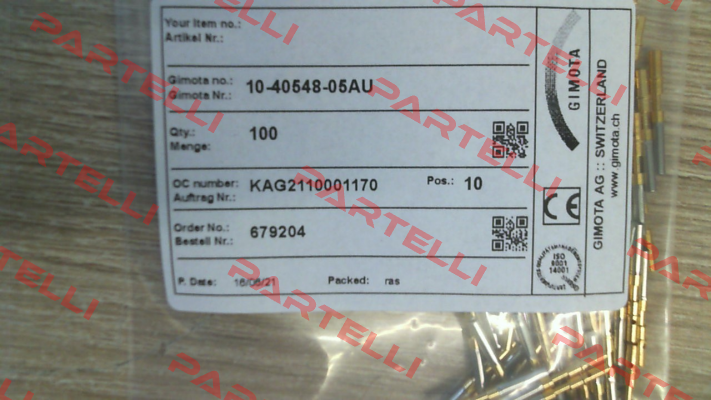 Your item no.:
Artikel Nr.:
Gimota no.: 10-40548-05AU
Gimota Nr.:
Qty.: 100
Menge:
OC number: KAG2110001170 Pos.: 10
Auftrag Nr.:
Order No.: 679204
Bestell Nr.:
P. Date: 16/06/21 Packed: ras
GIMOTA
GIMOTA AG :: SWITZERLAND
www.gimota.ch
CE
ISO
9001
14001
PARTELLI
PARTELLI
PARTELLI
PARTELLI
PARTELLI
PARTELLI